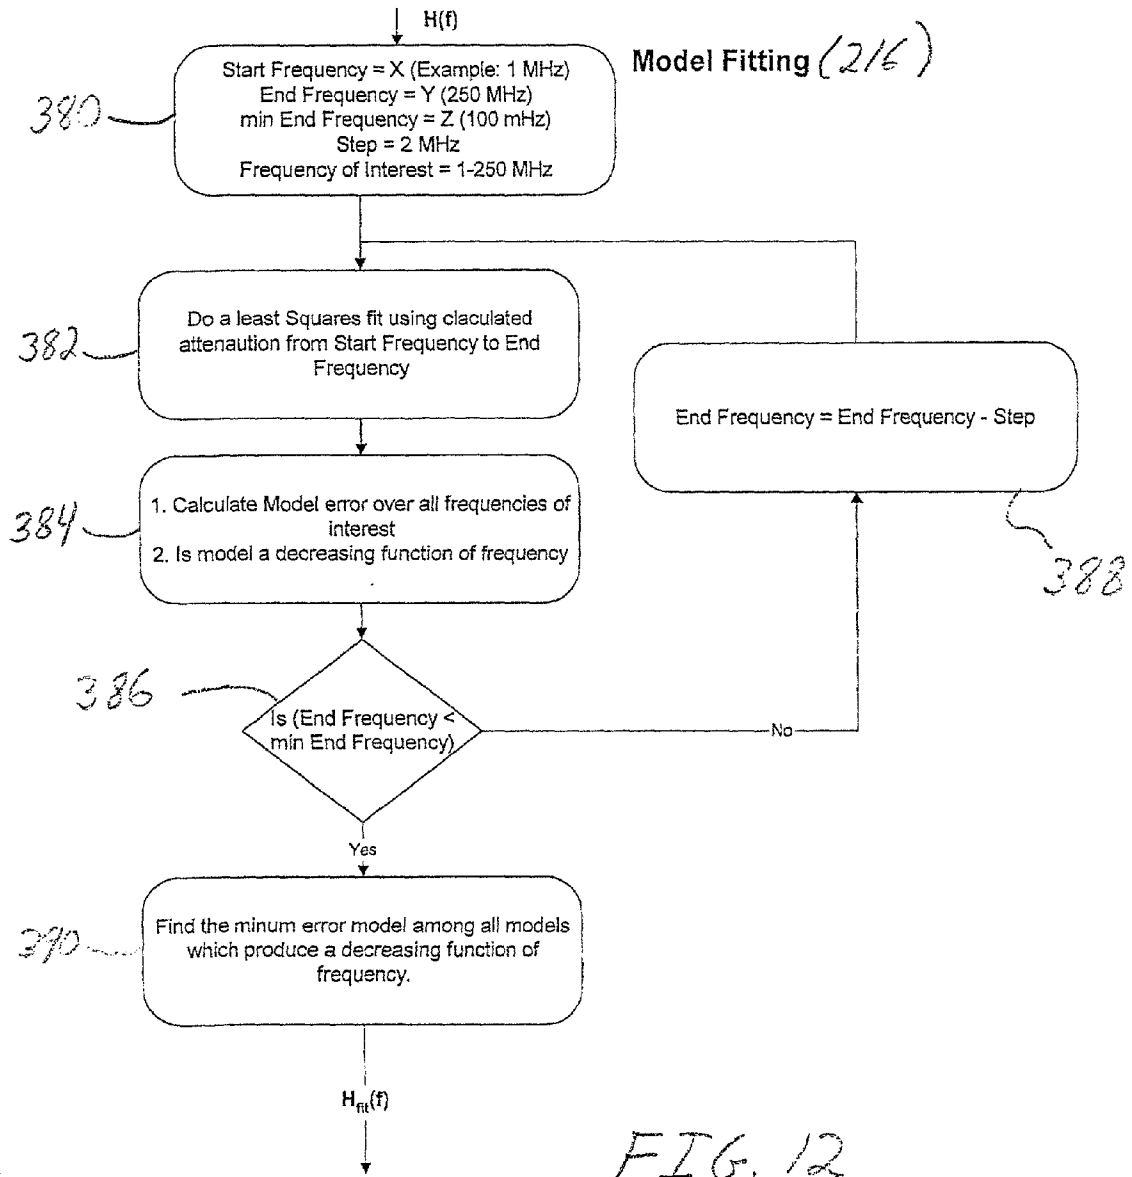 H(f)
Model Fitting (2/6)
380
Start Frequency = X (Example: 1 MHz)
End Frequency = Y (250 MHz)
min End Frequency = Z (100 mHz)
Step = 2 MHz
Frequency of Interest = 1-250 MHz
382
Do a least Squares fit using claculated
attenaution from Start Frequency to End
Frequency
End Frequency = End Frequency - Step
388
384
1. Calculate Model error over all frequencies of
interest
2. Is model a decreasing function of frequency
386
Is (End Frequency <
min End Frequency)
No
Yes
390
Find the minum error model among all models
which produce a decreasing function of
frequency.
Hfit(f)
FIG. 12